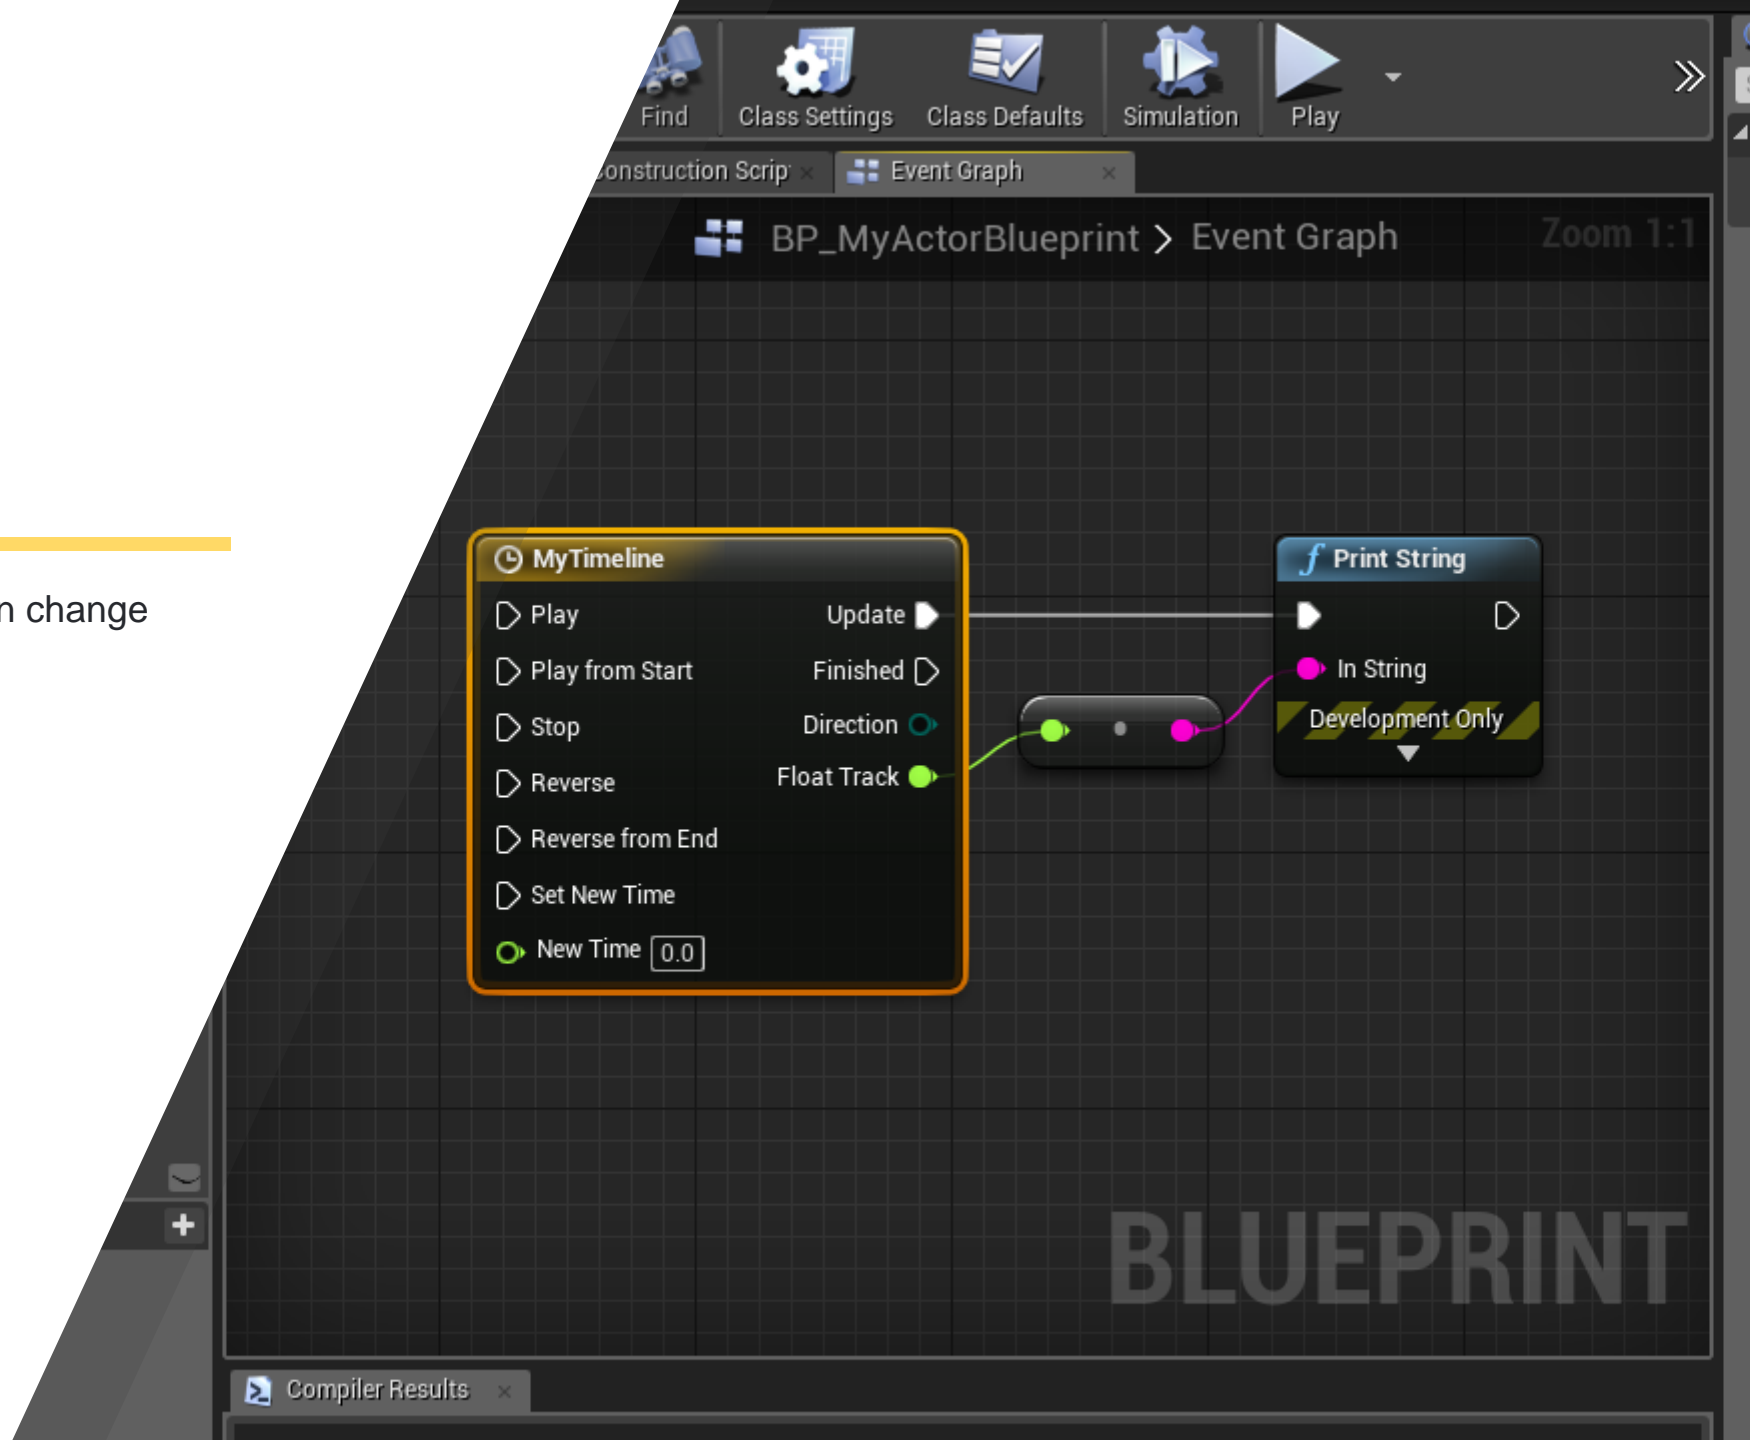 Find
Class Settings
Class Defaults
Simulation
Play
onstruction Scrip
Event Graph
BP_MyActorBlueprint > Event Graph
Zoom 1:1
n change
MyTimeline
Play
Update
Play from Start
Finished
Stop
Direction
Reverse
Float Track
Reverse from End
Set New Time
New Time 0.0
Print String
In String
Development Only
BLUEPRINT
Compiler Results